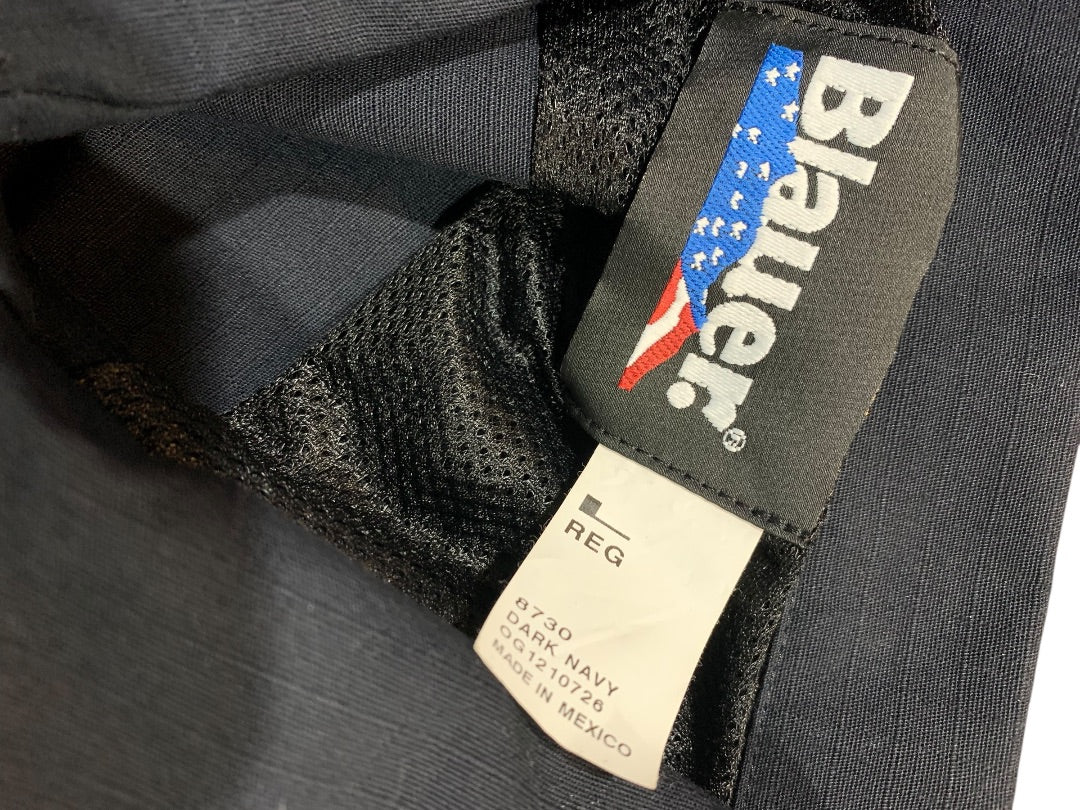 Blauer.®
L
REG
8730
DARK NAVY
OG1210726
MADE IN MEXICO